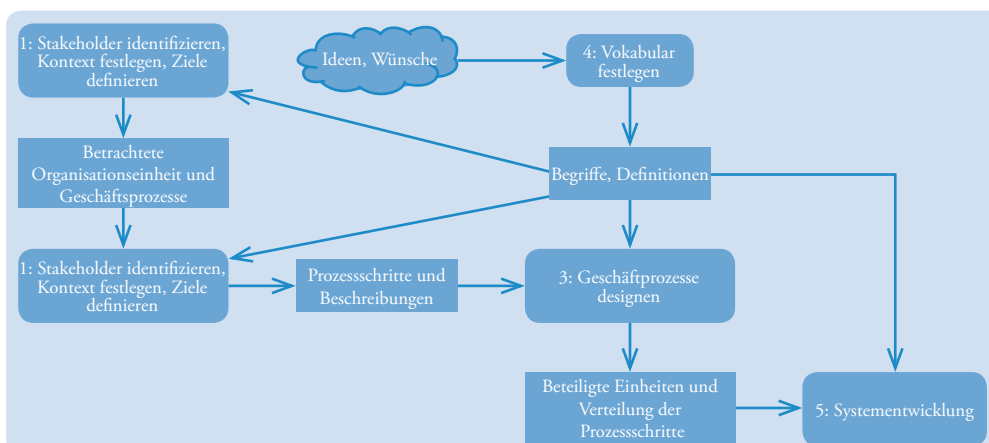 1: Stakeholder identifizieren,
Kontext festlegen, Ziele
definieren
Ideen, Wünsche
4: Vokabular
festlegen
Betrachtete
Organisationseinheit und
Geschäftsprozesse
Begriffe, Definitionen
1: Stakeholder identifizieren,
Kontext festlegen, Ziele
definieren
Prozessschritte und
Beschreibungen
3: Geschäftprozesse
designen
Beteiligte Einheiten und
Verteilung der
Prozessschritte
5: Systementwicklung